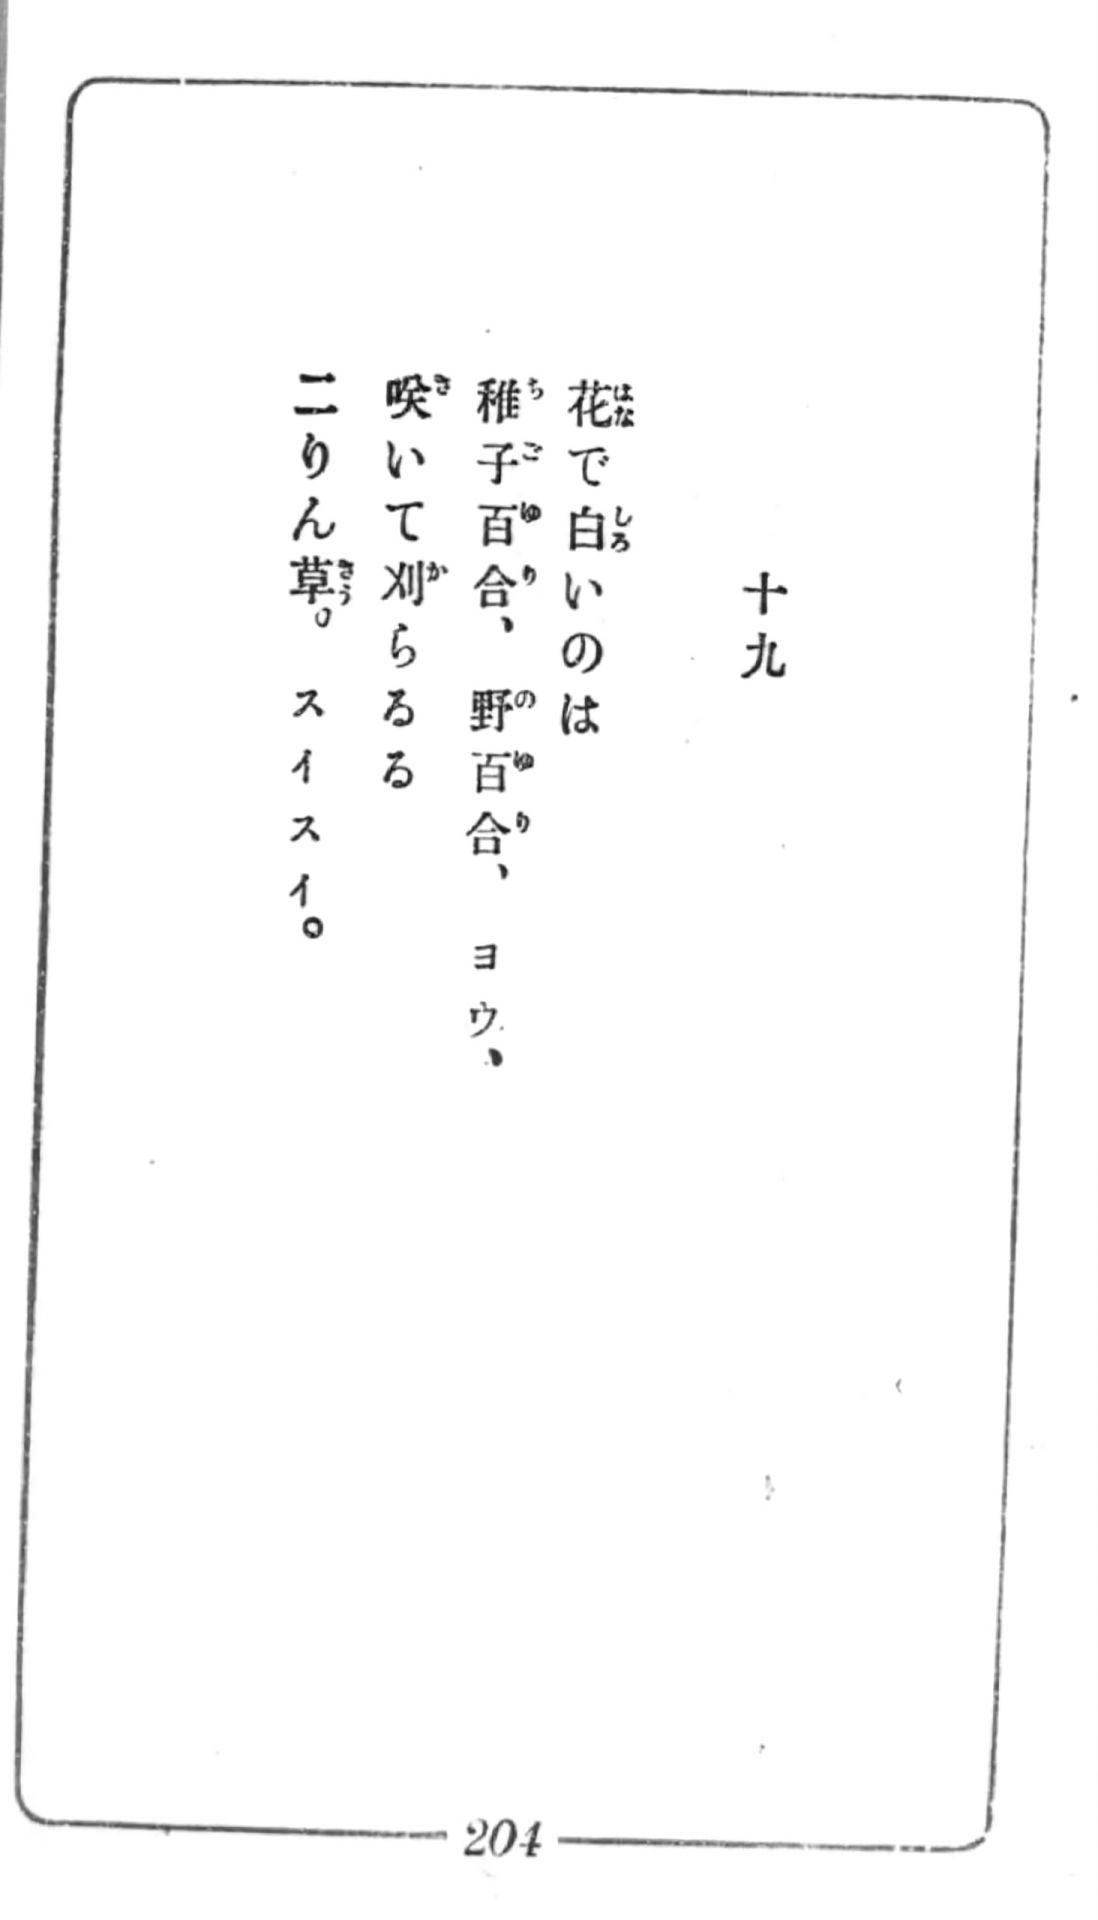 十九
花で白いのは
稚子百合、野百合、ヨウ、
咲いて刈らるる
二りん草。スイスイ。
204